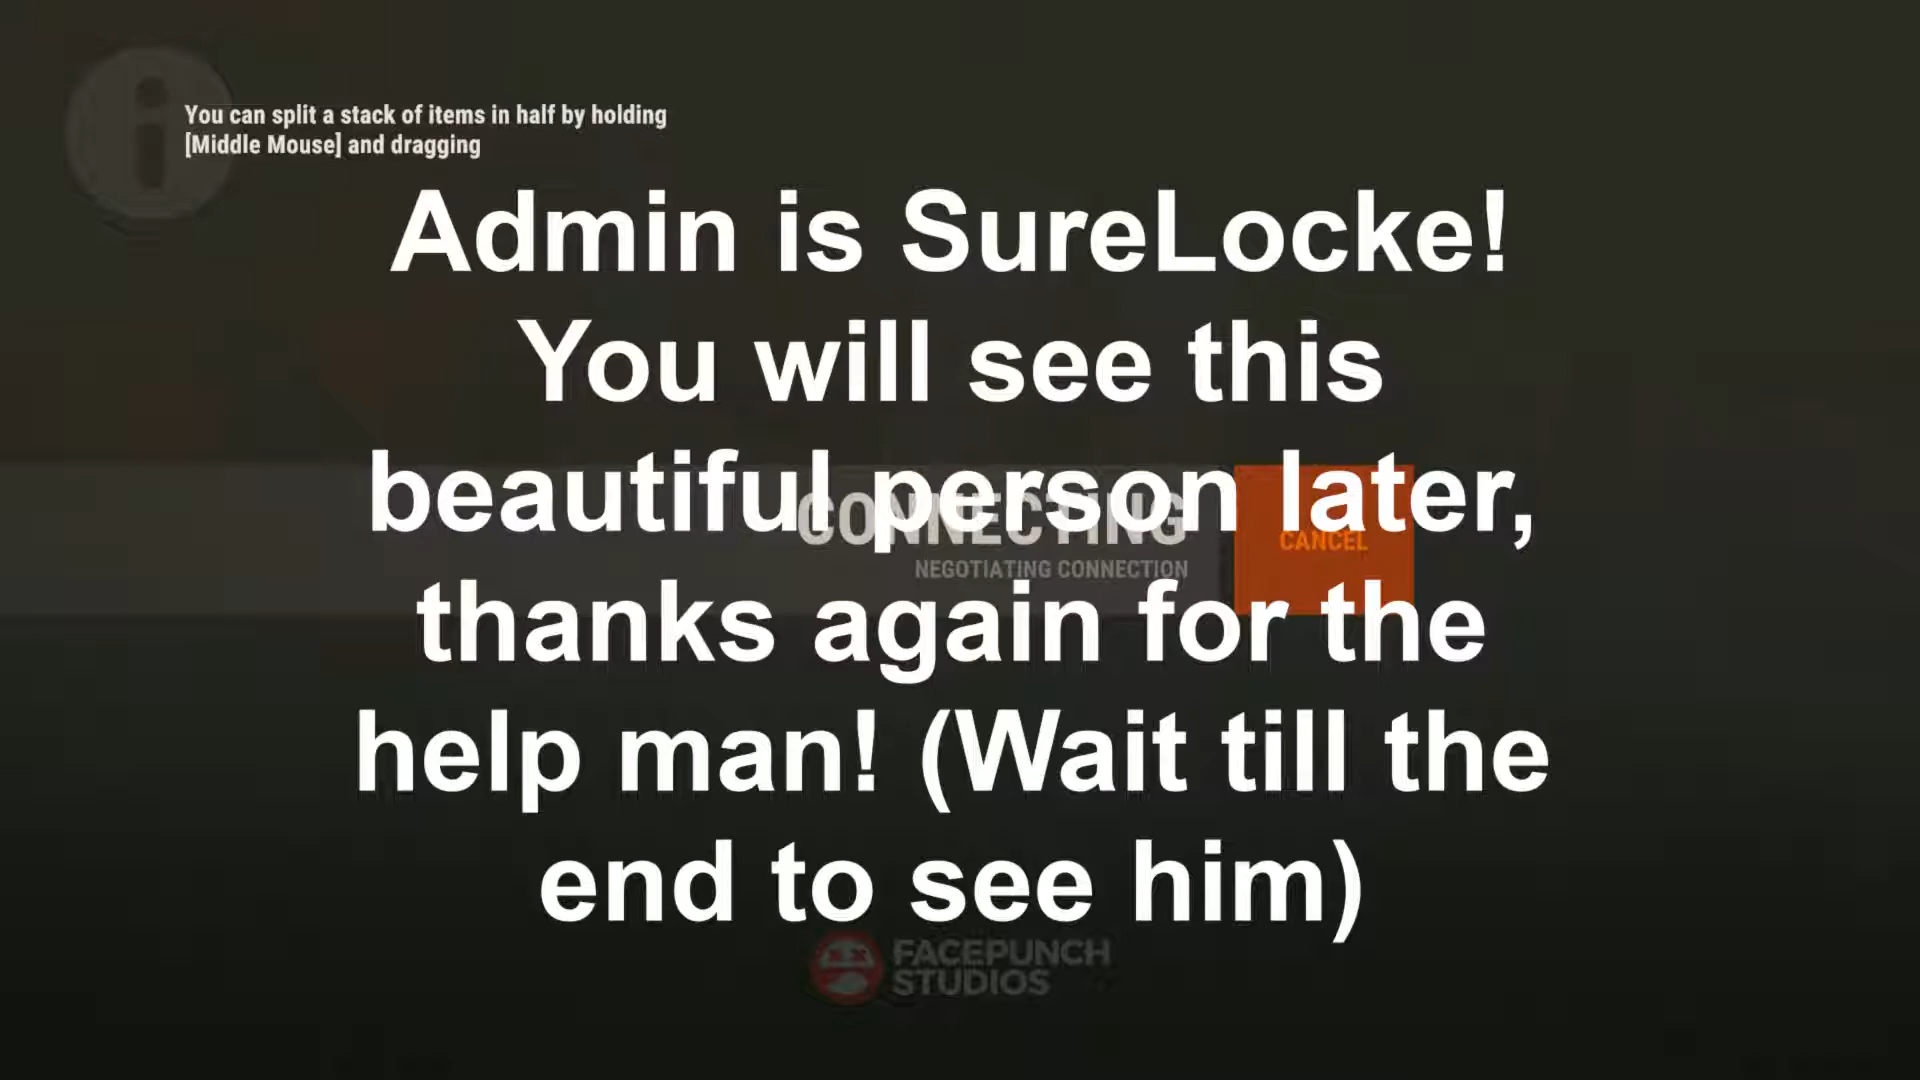 You can split a stack of items in half by holding
[Middle Mouse] and dragging
Admin is SureLocke!
You will see this
beautiful person later,
CONNECTING
CANCEL
NEGOTIATING CONNECTION
thanks again for the
help man! (Wait till the
end to see him)
FACEPUNCH
STUDIOS